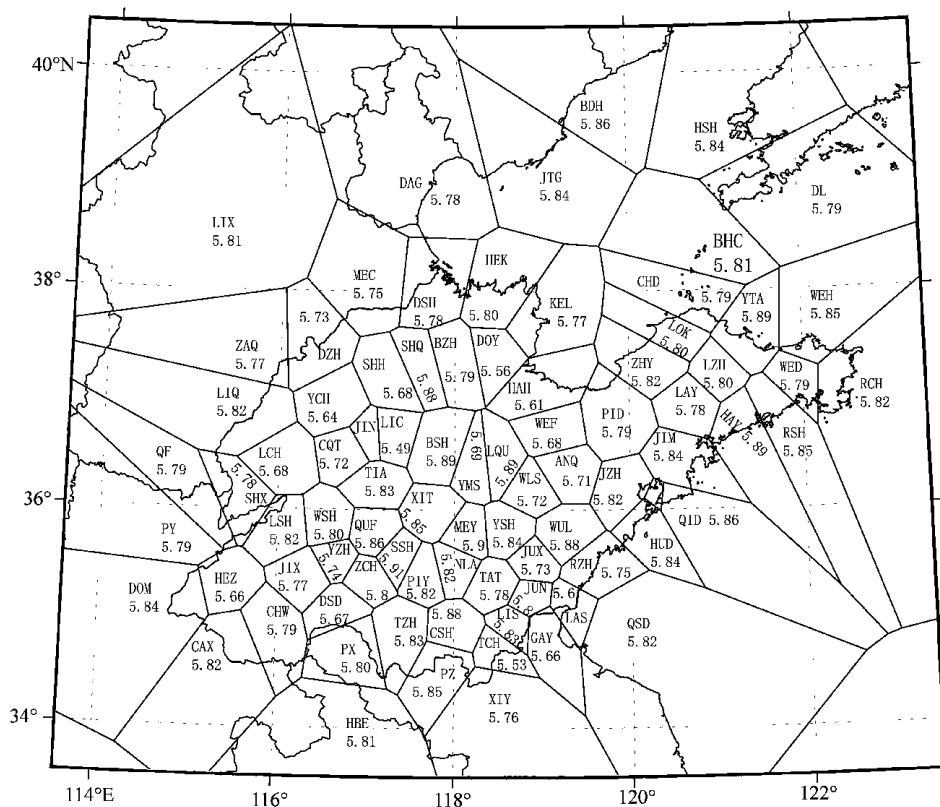 40°N
BDH
5.86
HSH
5.84
DAG
5.78
JTG
5.84
DL
5.79
LIX
5.81
BHC
5.81
38°
MEC
5.75
HEK
CHD
5.79
YTA
5.89
WEH
5.85
DSH
5.78
5.80
KEL
5.77
5.73
LOK
5.80
ZAQ
5.77
DZH
SHH
5.68
SHQ
5.88
BZH
5.79
DOY
5.56
ZHY
5.82
LZH
5.80
WED
5.79
RCH
5.82
LIQ
5.82
YCH
5.64
HAH
5.61
LAY
5.78
QF
5.79
LCH
5.68
CQT
5.72
JIN
LIC
5.49
BSH
5.89
5.69
YMS
LQU
5.89
WEF
5.68
PID
5.79
JIM
5.84
HAY
5.89
RSH
5.85
5.78
SHX
TIA
5.83
WLS
5.72
ANQ
5.71
JZH
5.82
36°
PY
5.79
LSH
5.82
WSH
5.80
QUF
5.86
XIT
5.85
MEY
5.9
YSH
5.84
WUL
5.88
QID 5.86
HUD
5.84
DOM
5.84
HEZ
5.66
JIX
5.77
YZH
5.74
ZCH
5.8
SSH
5.91
PIY
5.82
5.82
NLA
TAT
5.78
JUX
5.73
RZH
5.75
JUN
5.8
5.6
CAX
5.82
CHW
5.79
DSD
5.67
TZH
5.83
5.88
CSH
5.83
TCH
5.53
GAY
5.66
LAS
QSD
5.82
PX
5.80
PZ
5.85
34°
HBE
5.81
XIY
5.76
114°E
116°
118°
120°
122°